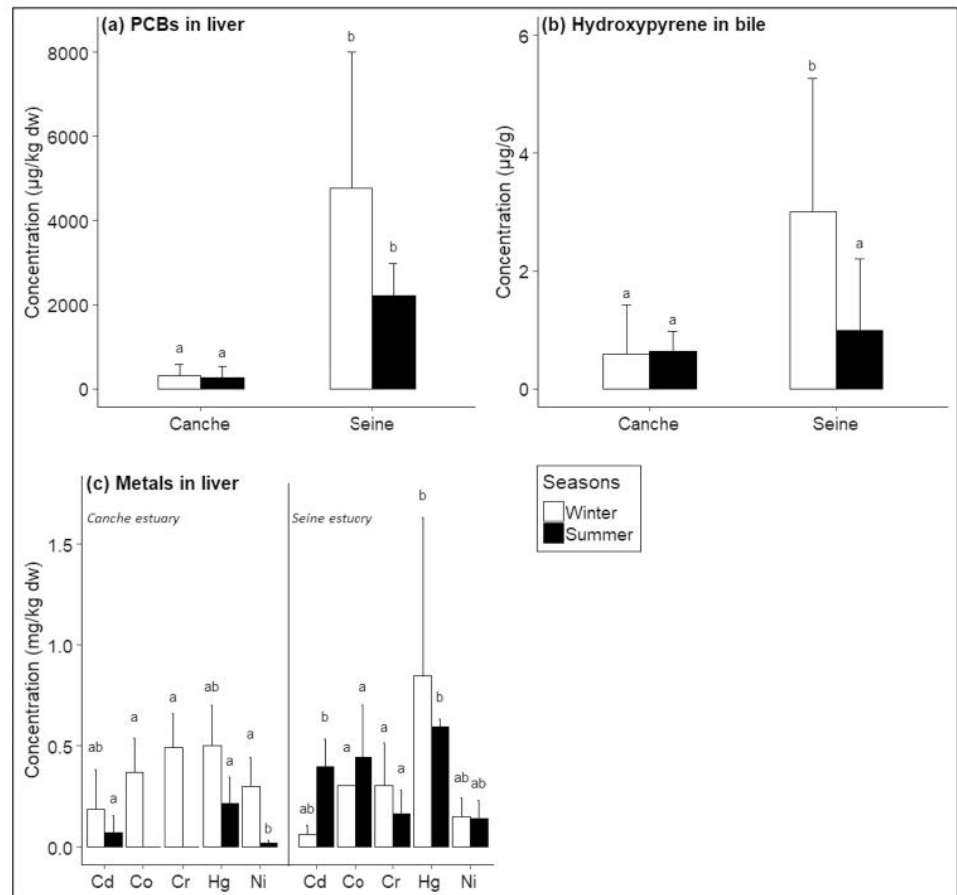 (a) PCBs in liver
Concentration (µg/kg dw)
8000
6000
4000
2000
0
a
a
b
b
Canche
Seine
(b) Hydroxypyrene in bile
Concentration (µg/g)
6
4
2
0
a
a
b
a
Canche
Seine
(c) Metals in liver
Canche estuary
Seine estucry
Concentration (mg/kg dw)
1.5
1.0
0.5
0.0
ab
a
a
a
ab
a
a
b
ab
b
a
a
a
a
b
b
ab
ab
Cd
Co
Cr
Hg
Ni
Cd
Co
Cr
Hg
Ni
Seasons
Winter
Summer